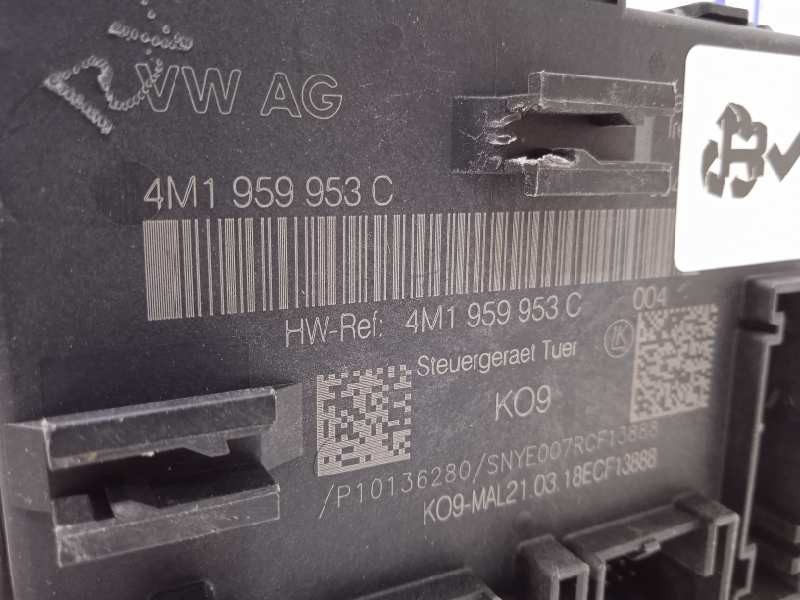 VW AG
4M1 959 953 C
HW-Ref: 4M1 959 953 C
004
Steuergeraet Tuer
K
KO9
/P10136280/SNYE007RCF13888
KO9-MAL21.03.18ECF13888